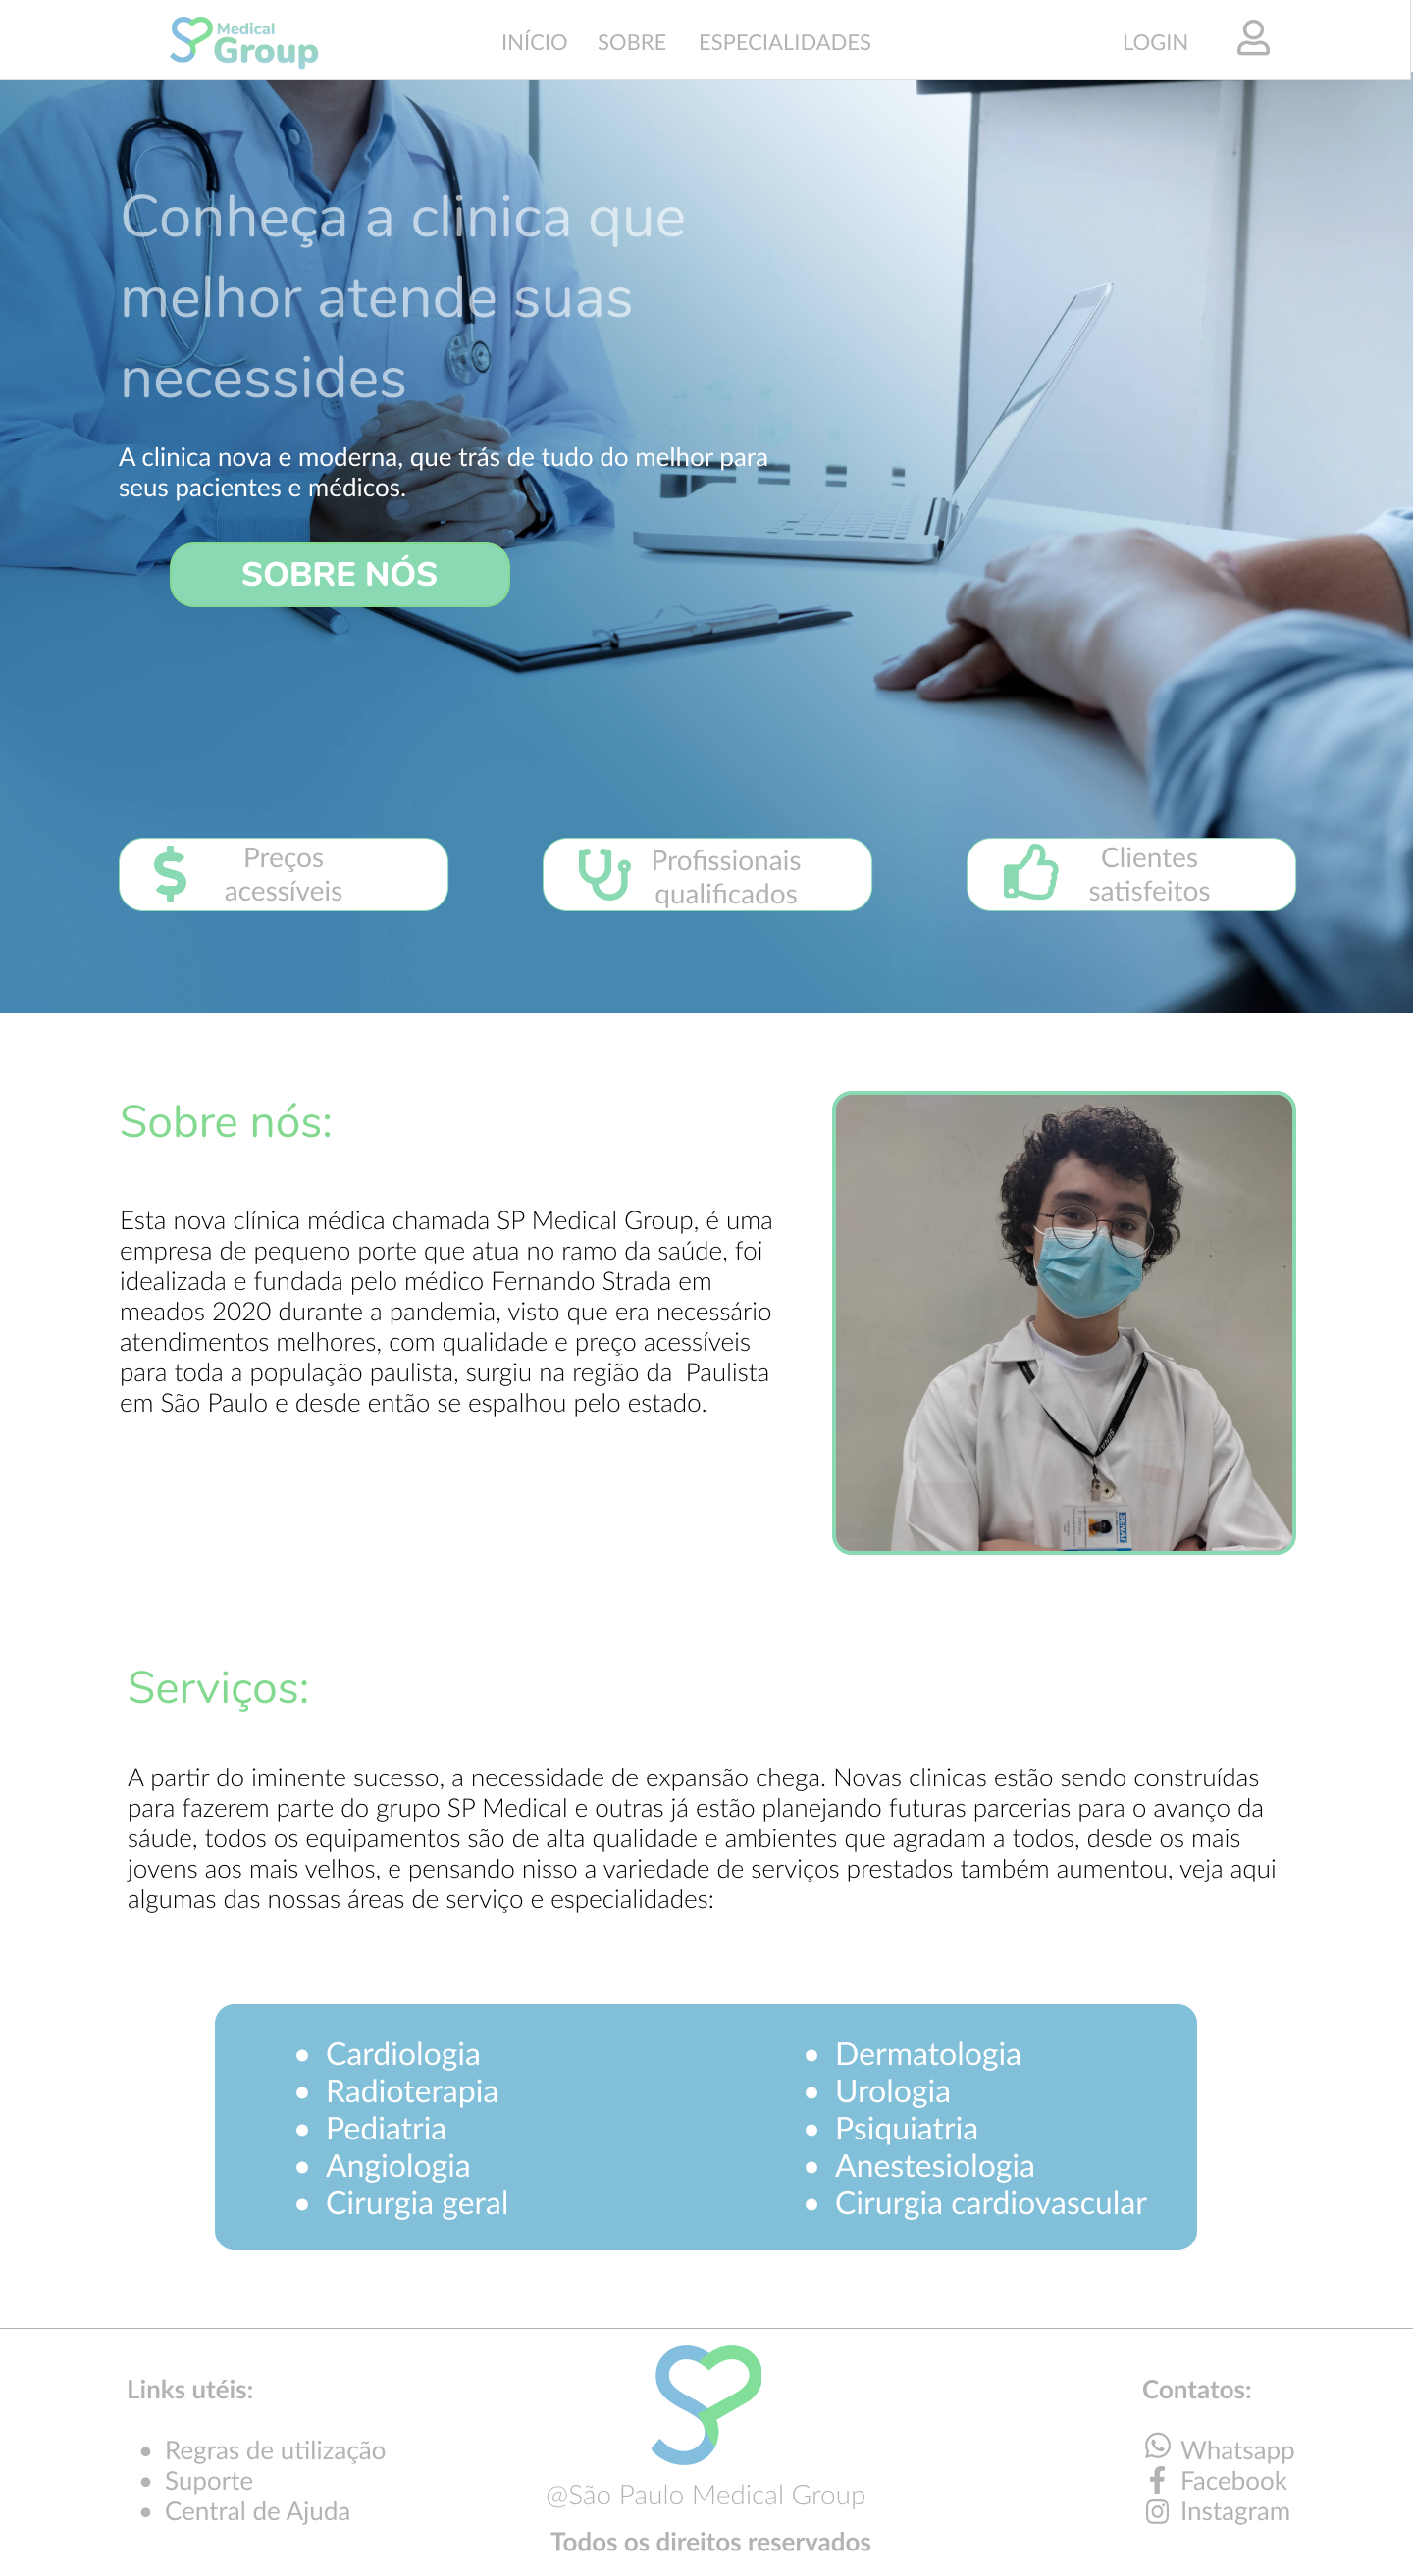 Medical
Group
INÍCIO SOBRE ESPECIALIDADES
LOGIN
Conheça a clinica que
melhor atende suas
necessides
A clinica nova e moderna, que trás de tudo do melhor para
seus pacientes e médicos.
SOBRE NÓS
Preços
acessíveis
Profissionais
qualificados
Clientes
satisfeitos
Sobre nós:
Esta nova clínica médica chamada SP Medical Group, é uma
empresa de pequeno porte que atua no ramo da saúde, foi
idealizada e fundada pelo médico Fernando Strada em
meados 2020 durante a pandemia, visto que era necessário
atendimentos melhores, com qualidade e preço acessíveis
para toda a população paulista, surgiu na região da  Paulista
em São Paulo e desde então se espalhou pelo estado.
SENAI
Serviços:
A partir do iminente sucesso, a necessidade de expansão chega. Novas clinicas estão sendo construídas
para fazerem parte do grupo SP Medical e outras já estão planejando futuras parcerias para o avanço da
sáude, todos os equipamentos são de alta qualidade e ambientes que agradam a todos, desde os mais
jovens aos mais velhos, e pensando nisso a variedade de serviços prestados também aumentou, veja aqui
algumas das nossas áreas de serviço e especialidades:
• Cardiologia
• Radioterapia
• Pediatria
• Angiologia
• Cirurgia geral
• Dermatologia
• Urologia
• Psiquiatria
• Anestesiologia
• Cirurgia cardiovascular
Links utéis:
• Regras de utilização
• Suporte
• Central de Ajuda
SP
@São Paulo Medical Group
Todos os direitos reservados
Contatos:
Whatsapp
Facebook
Instagram